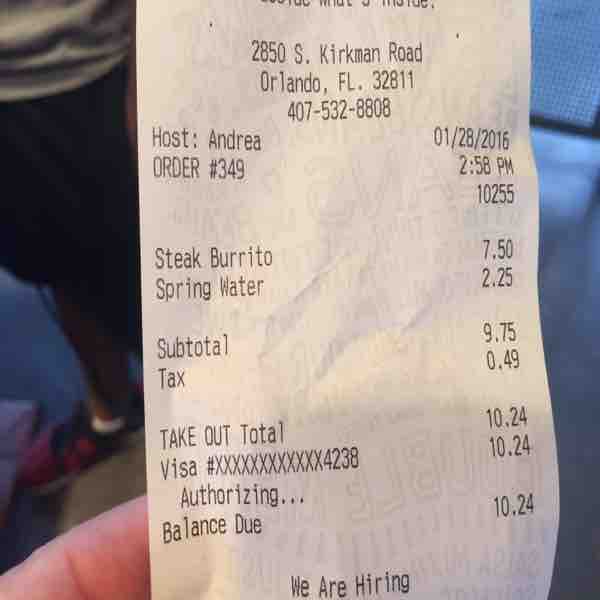 2850 S. Kirkman Road
Orlando, FL. 32811
407-532-8808
Host: Andrea 01/28/2016
ORDER #349 2:58 PM
10255
Steak Burrito 7.50
Spring Water 2.25
Subtotal 9.75
Tax 0.49
TAKE OUT Total 10.24
Visa #XXXXXXXXXXXX4238 10.24
Authorizing...
Balance Due 10.24
We Are Hiring